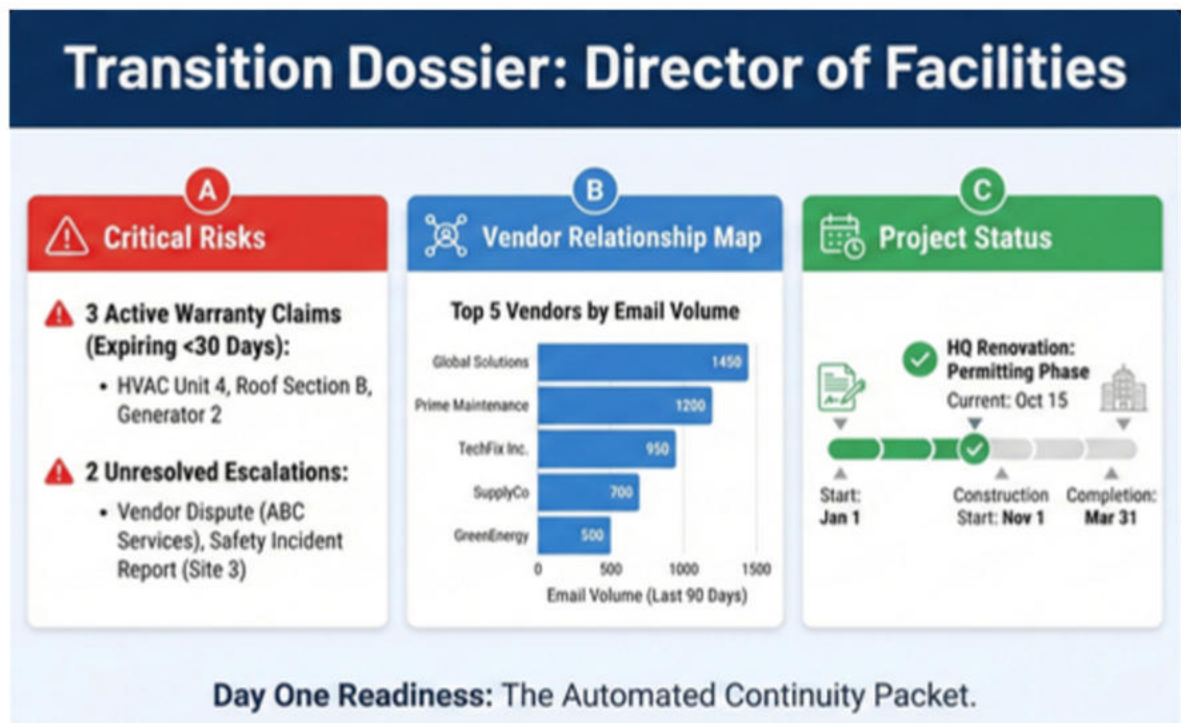 Transition Dossier: Director of Facilities
A
Critical Risks
3 Active Warranty Claims
(Expiring <30 Days):
• HVAC Unit 4, Roof Section B,
Generator 2
2 Unresolved Escalations:
• Vendor Dispute (ABC
Services), Safety Incident
Report (Site 3)
B
Vendor Relationship Map
Top 5 Vendors by Email Volume
Global Solutions 1450
Prime Maintenance 1200
TechFix Inc. 950
SupplyCo 700
GreenEnergy 500
0 500 1000 1500
Email Volume (Last 90 Days)
C
Project Status
HQ Renovation:
Permitting Phase
Current: Oct 15
Start:
Jan 1
Construction
Start: Nov 1
Completion:
Mar 31
Day One Readiness: The Automated Continuity Packet.